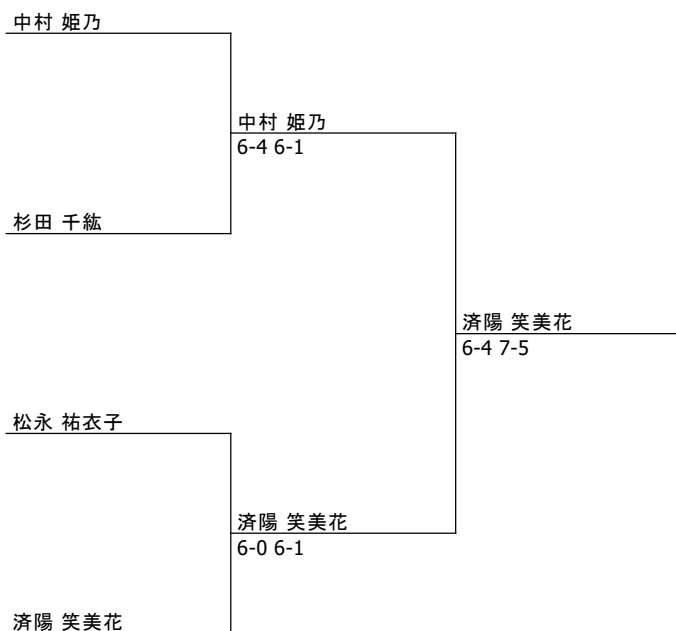 中村 姫乃
中村 姫乃
6-4 6-1
杉田 千紘
済陽 笑美花
6-4 7-5
松永 祐衣子
済陽 笑美花
6-0 6-1
済陽 笑美花